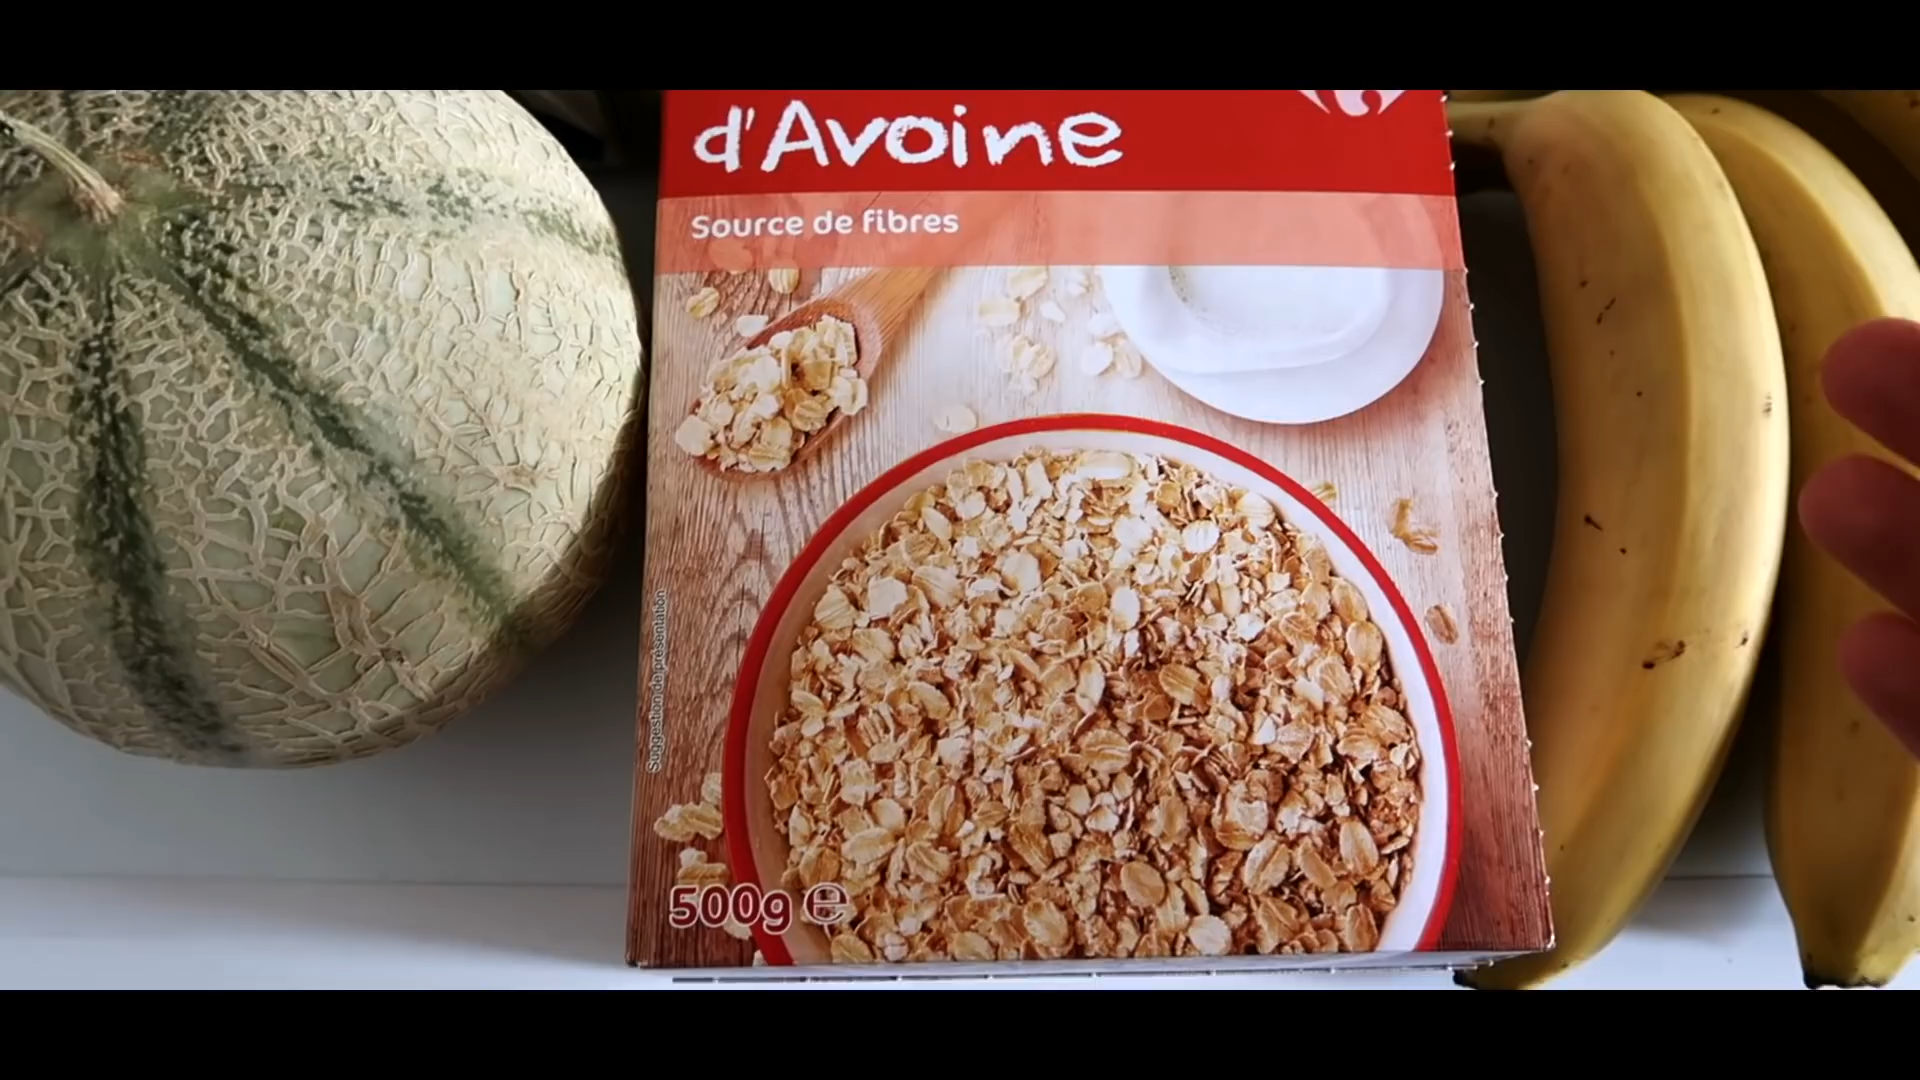 d'Avoine
Source de fibres
Suggestion de présentation
500g e